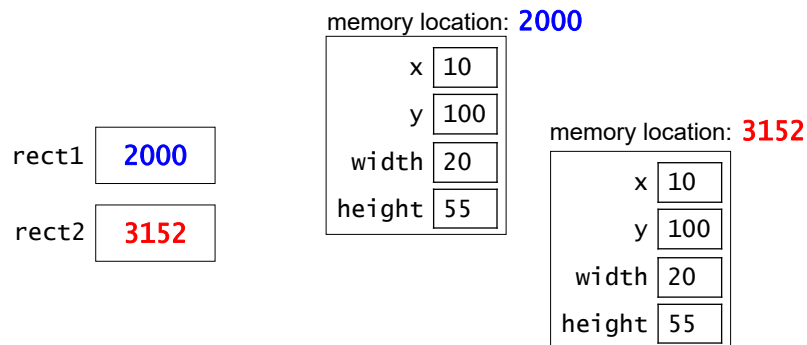 memory location: 2000
x 10
y 100
width 20
height 55
rect1 2000
rect2 3152
memory location: 3152
x 10
y 100
width 20
height 55